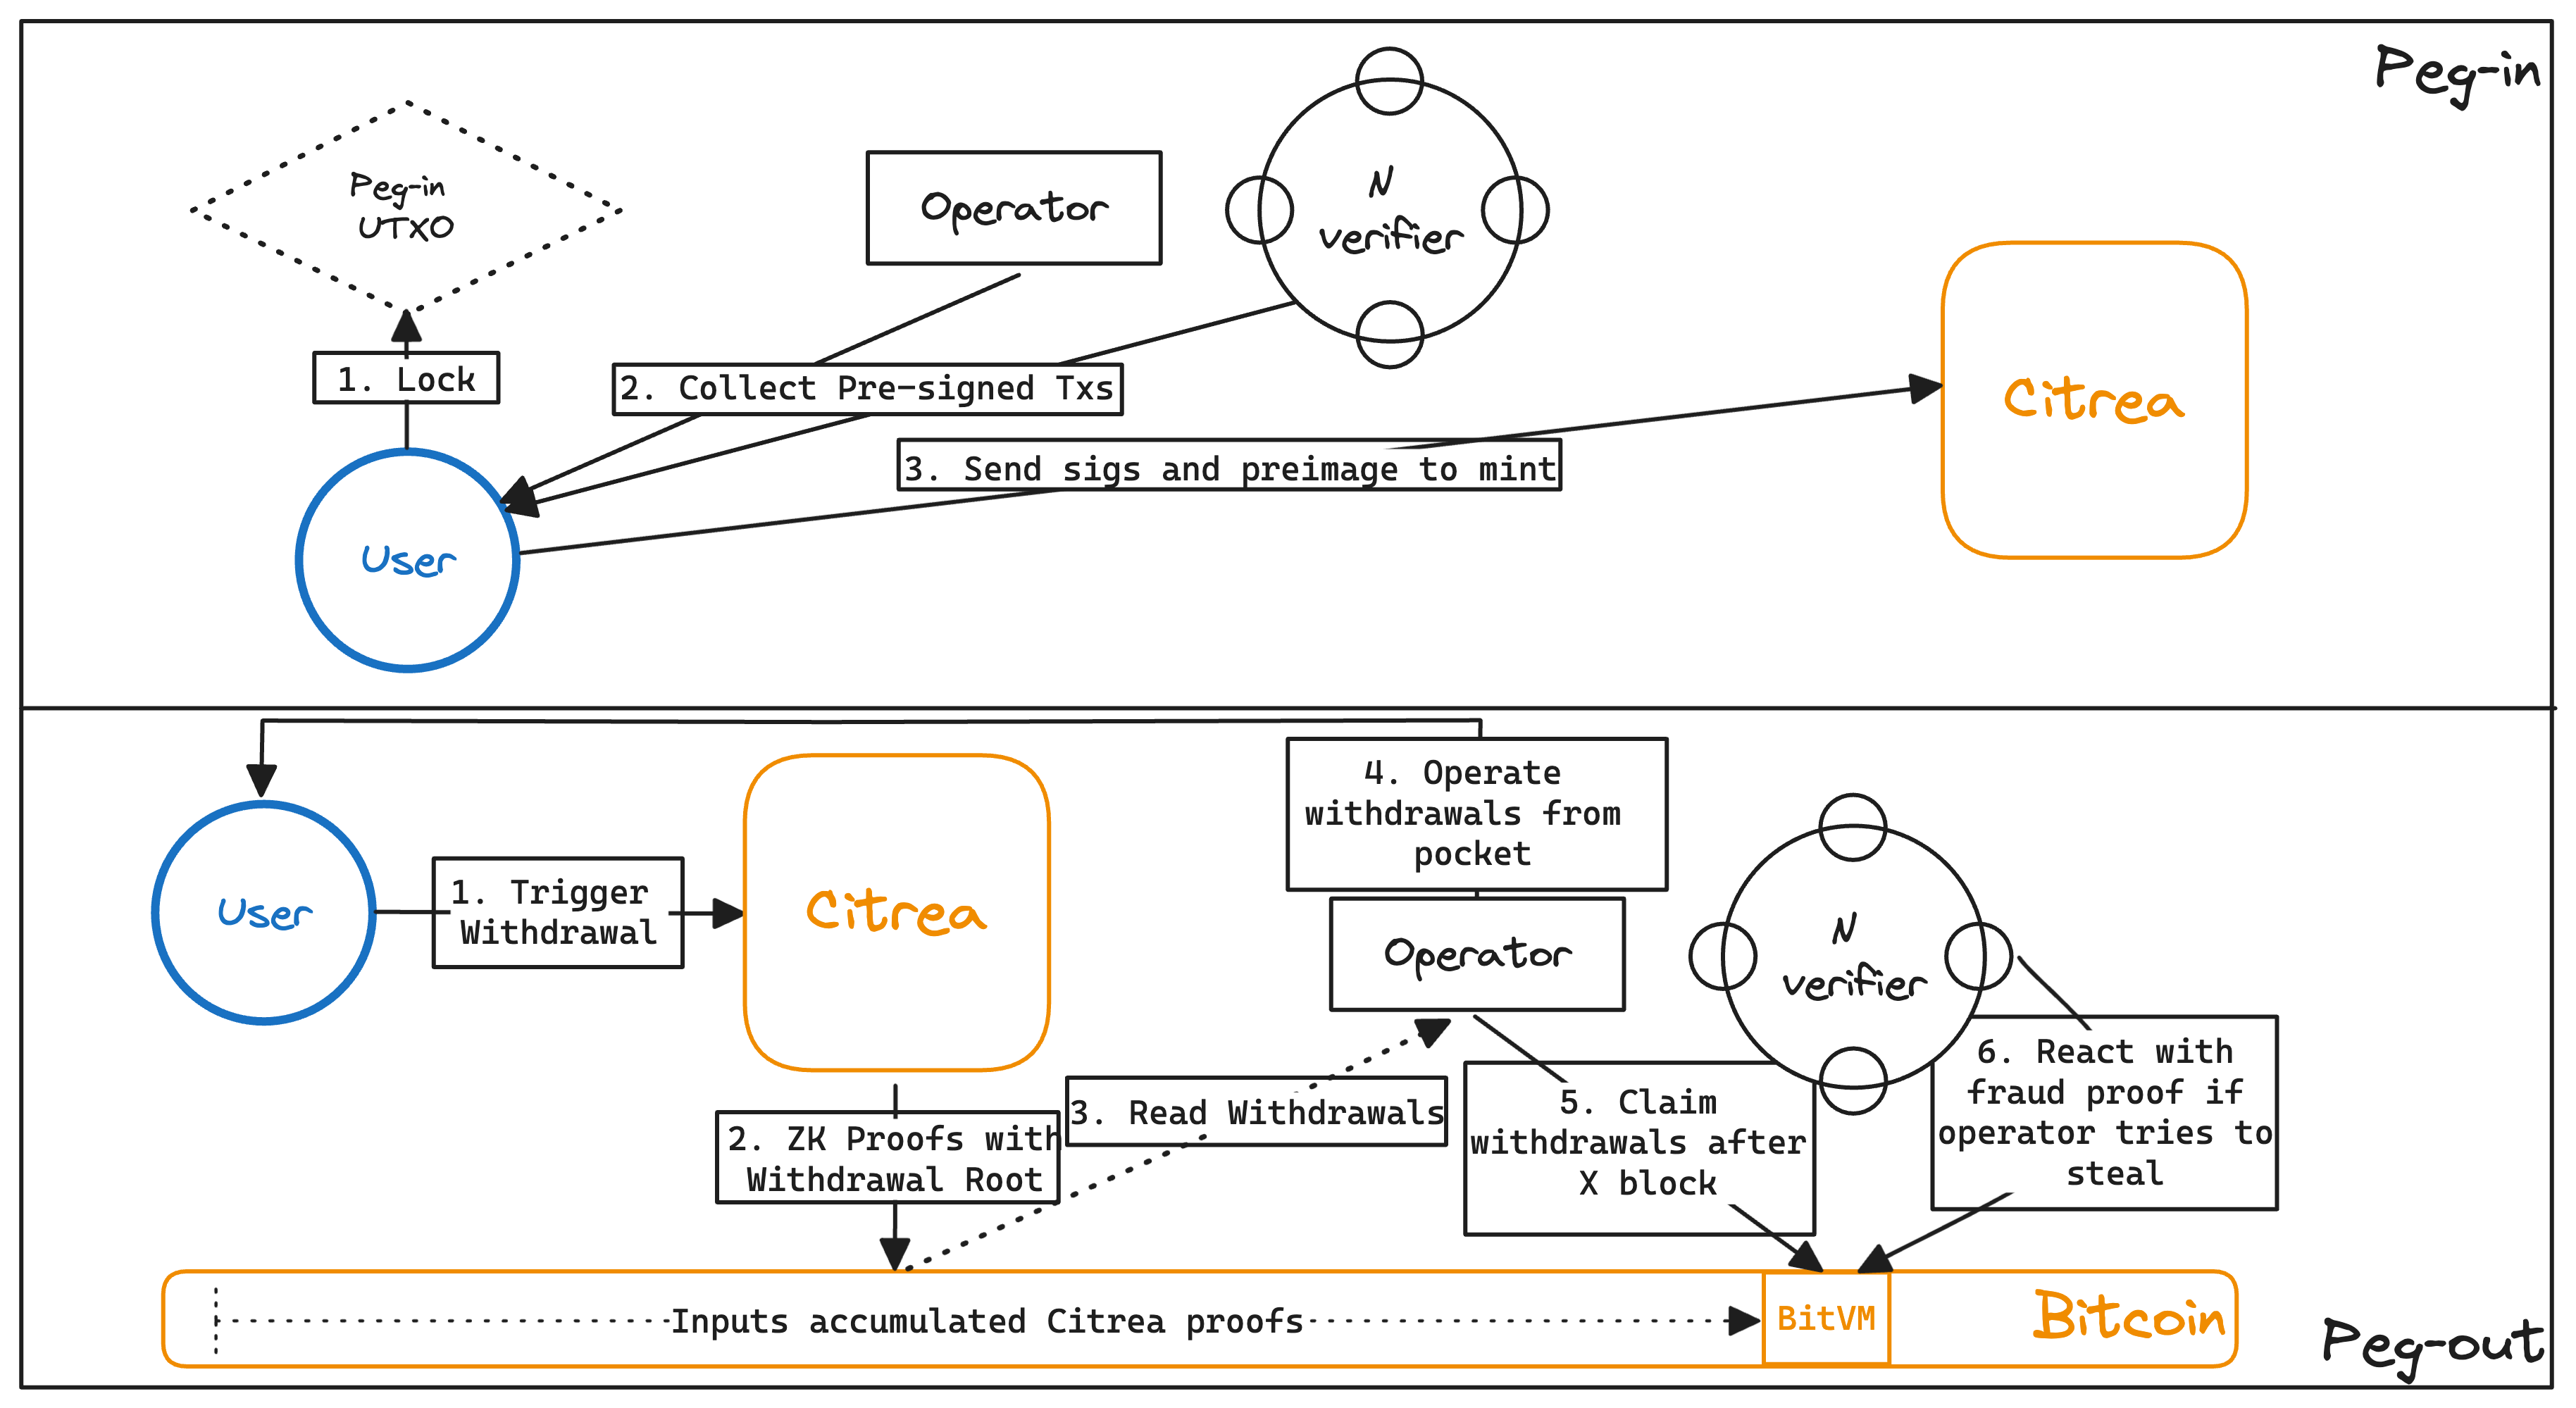 Peg-in
Peg-in
UTXO
Operator
N
verifier
1. Lock
2. Collect Pre-signed Txs
Citrea
3. Send sigs and preimage to mint
User
4. Operate
withdrawals from
pocket
User
1. Trigger
Withdrawal
Citrea
Operator
N
verifier
2. ZK Proofs with
Withdrawal Root
3. Read Withdrawals
5. Claim
withdrawals after
X block
6. React with
fraud proof if
operator tries to
steal
Inputs accumulated Citrea proofs
BitVM
Bitcoin
Peg-out